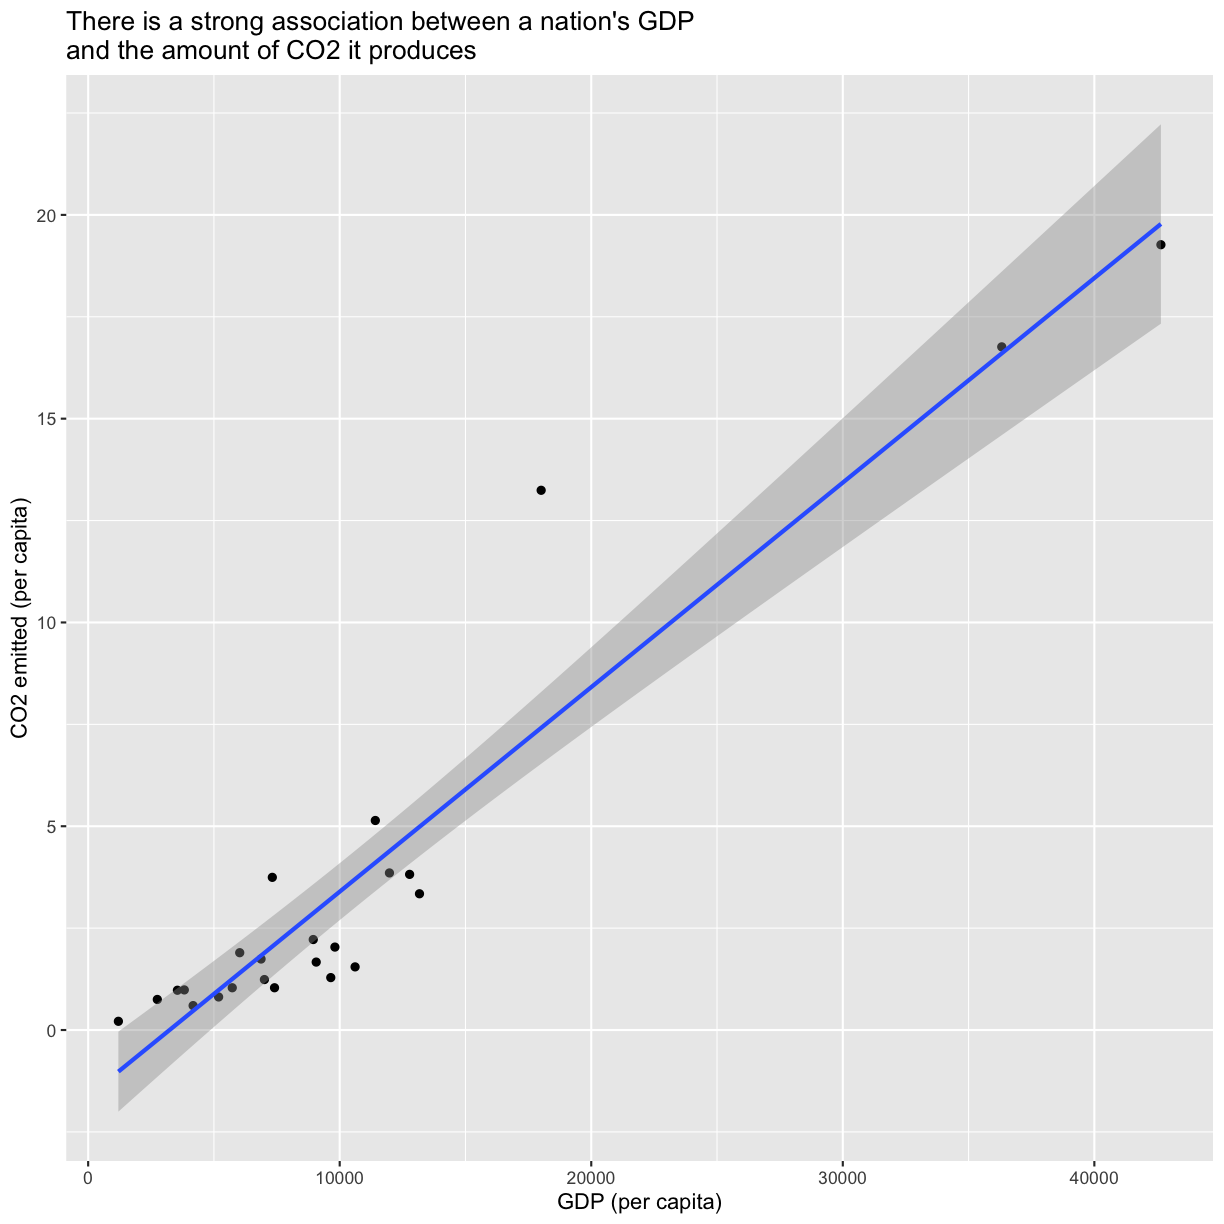 There is a strong association between a nation's GDP
and the amount of CO2 it produces
20
15
10
5
0
CO2 emitted (per capita)
0
10000
20000
30000
40000
GDP (per capita)